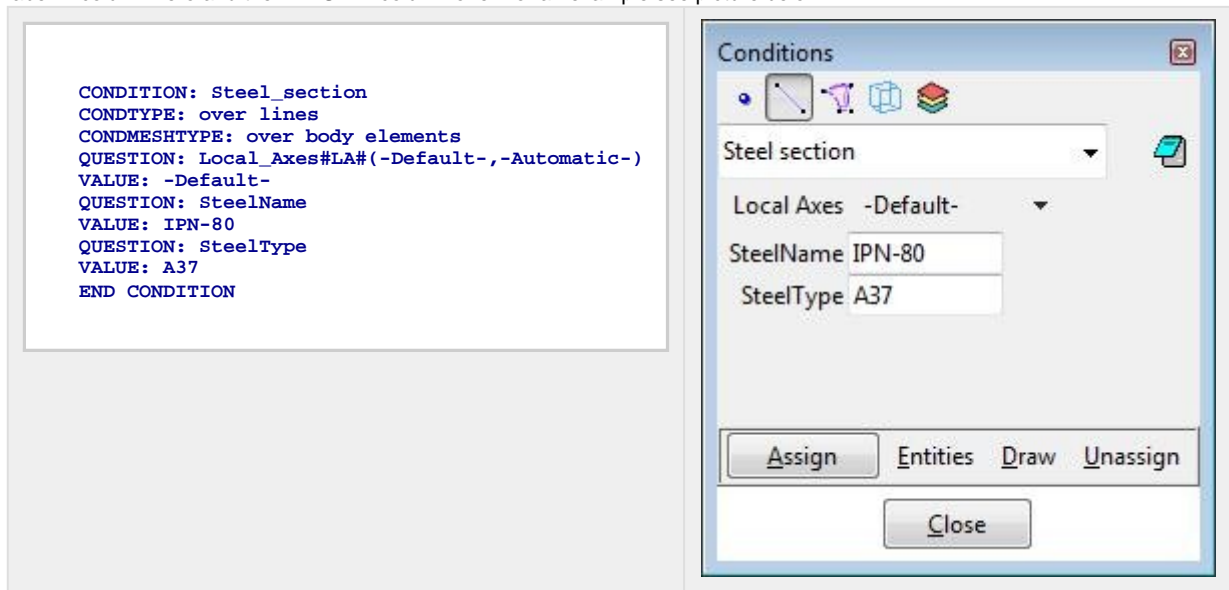 CONDITION: Steel_section
CONDTYPE: over lines
CONDMESHTYPE: over body elements
QUESTION: Local_Axes#LA#(-Default-,-Automatic-)
VALUE: -Default-
QUESTION: SteelName
VALUE: IPN-80
QUESTION: SteelType
VALUE: A37
END CONDITION
Conditions
Steel section
Local Axes -Default-
SteelName IPN-80
SteelType A37
Assign Entities Draw Unassign
Close